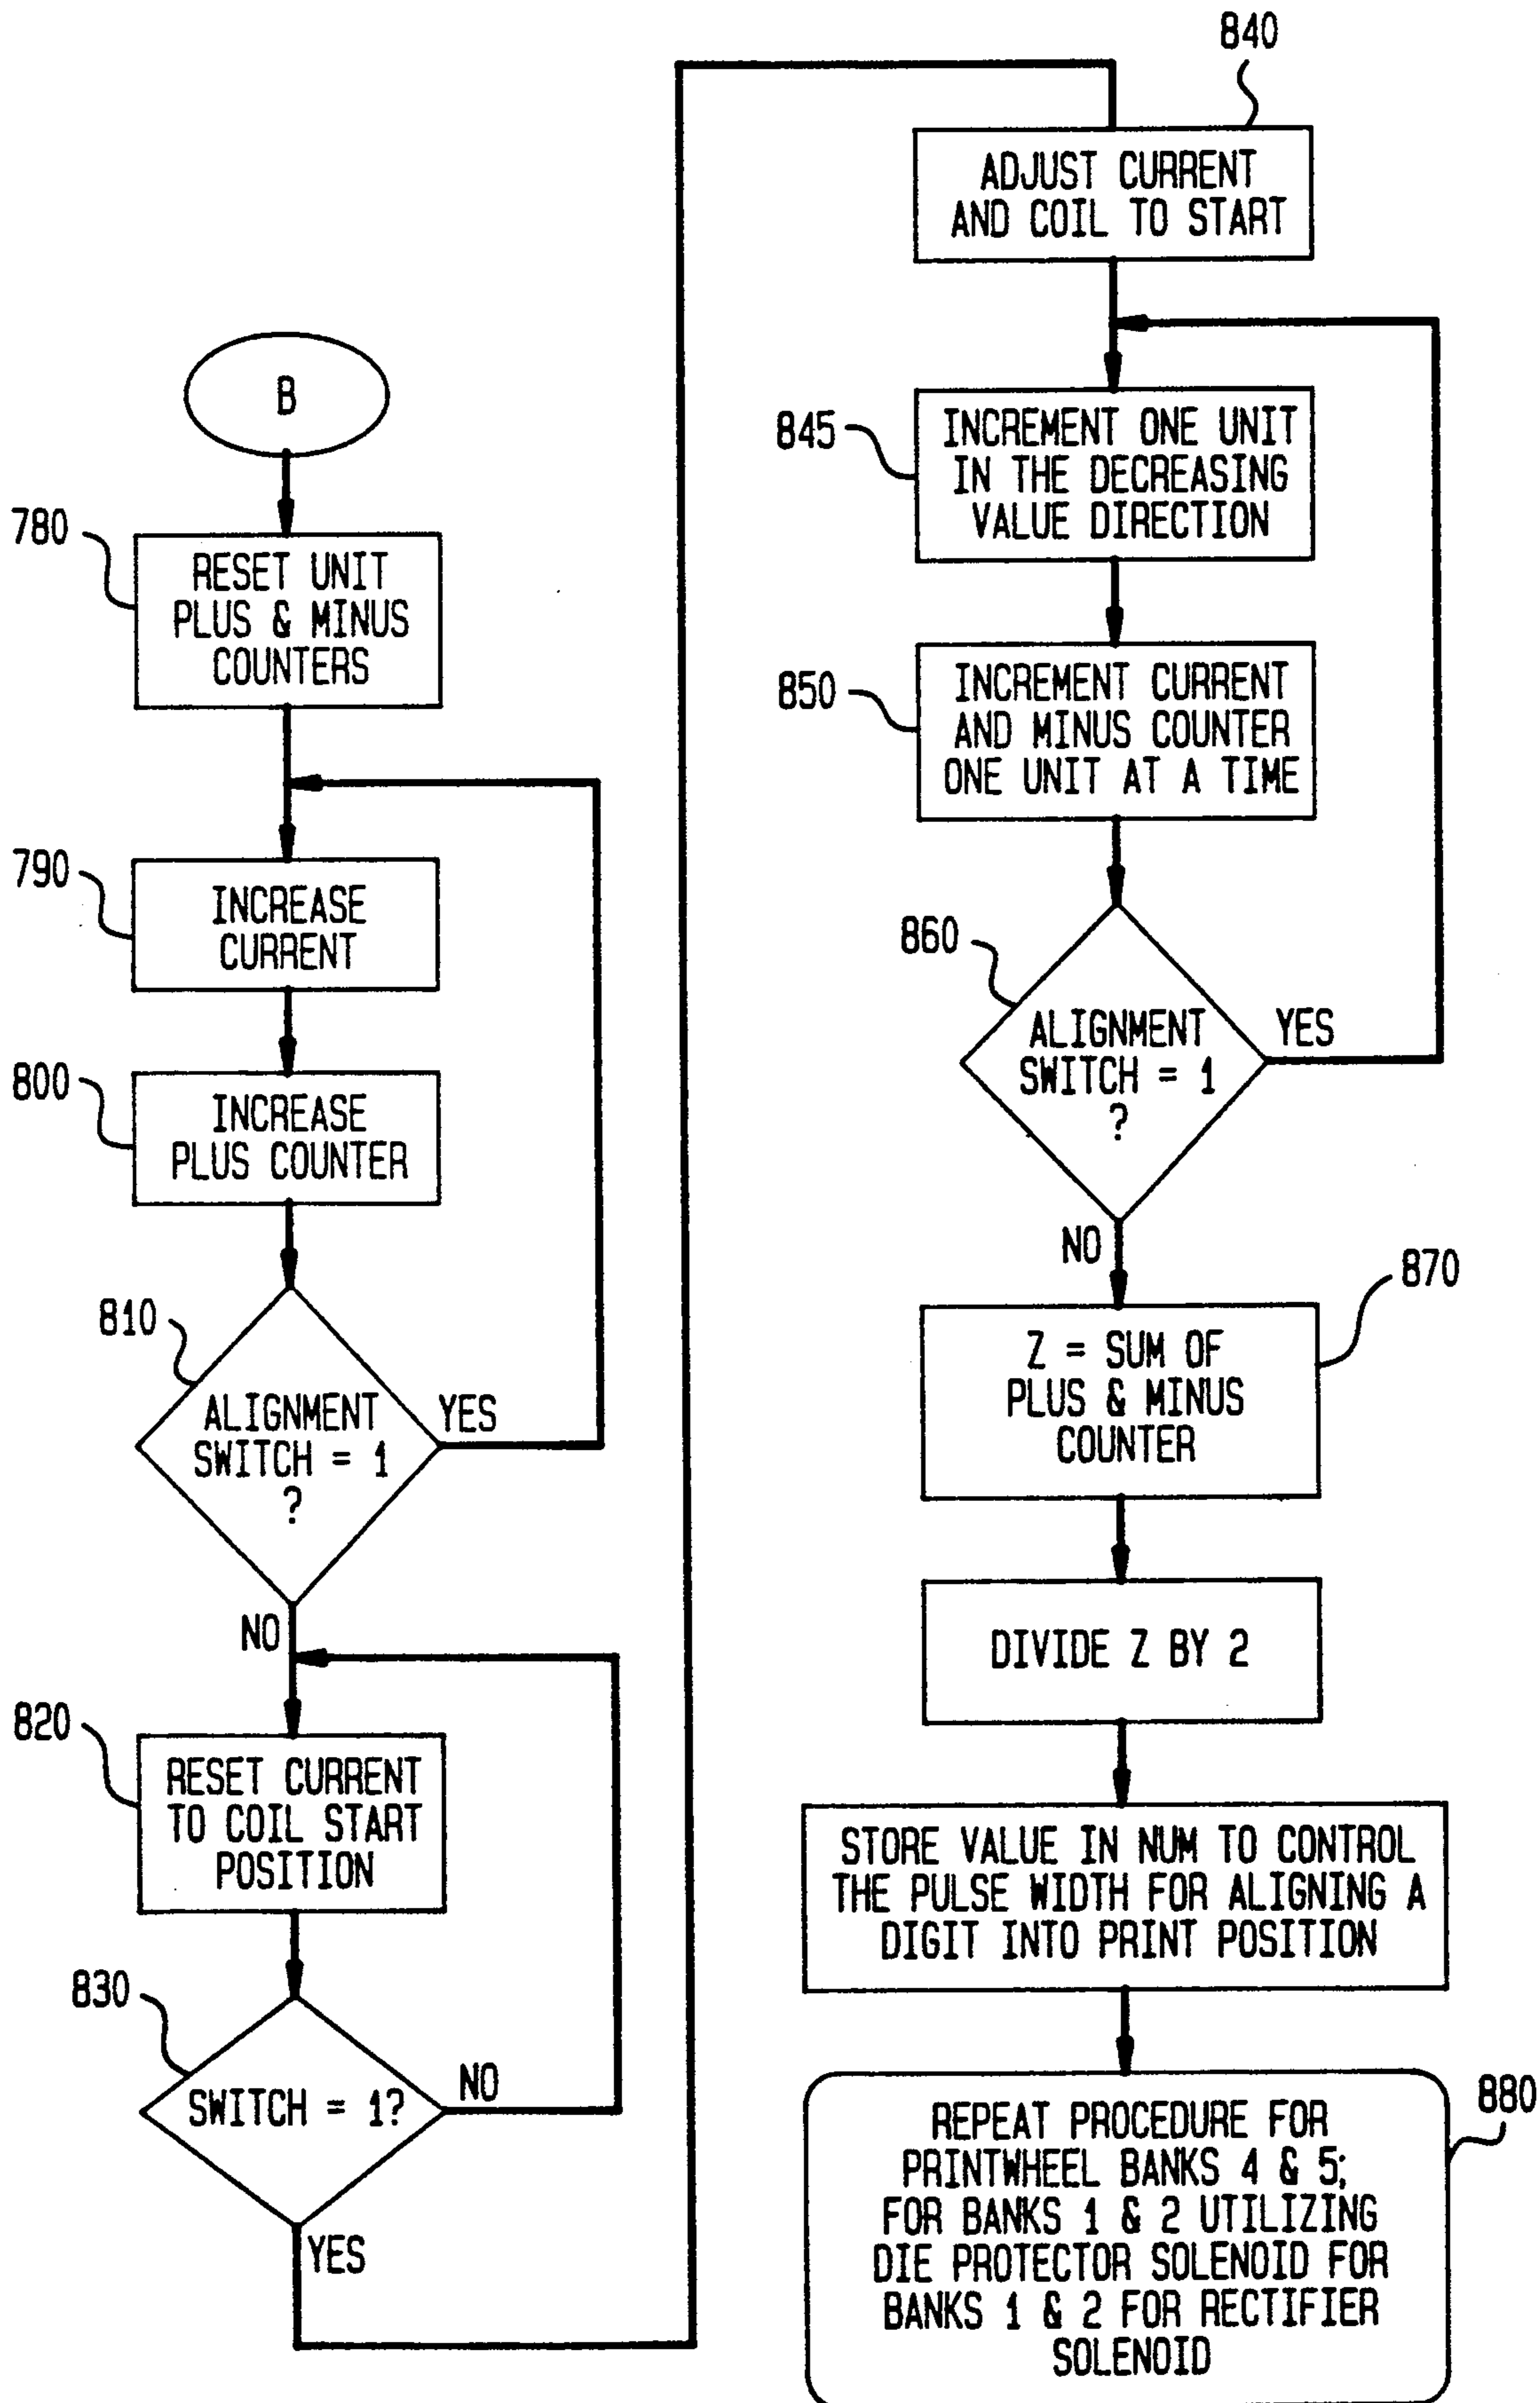 B
780
RESET UNIT
PLUS & MINUS
COUNTERS
790
INCREASE
CURRENT
800
INCREASE
PLUS COUNTER
810
ALIGNMENT
SWITCH = 1
?
YES
NO
820
RESET CURRENT
TO COIL START
POSITION
830
SWITCH = 1?
NO
YES
840
ADJUST CURRENT
AND COIL TO START
845
INCREMENT ONE UNIT
IN THE DECREASING
VALUE DIRECTION
850
INCREMENT CURRENT
AND MINUS COUNTER
ONE UNIT AT A TIME
860
ALIGNMENT
SWITCH = 1
?
YES
NO
870
Z = SUM OF
PLUS & MINUS
COUNTER
DIVIDE Z BY 2
STORE VALUE IN NUM TO CONTROL
THE PULSE WIDTH FOR ALIGNING A
DIGIT INTO PRINT POSITION
880
REPEAT PROCEDURE FOR
PRINTWHEEL BANKS 4 & 5;
FOR BANKS 1 & 2 UTILIZING
DIE PROTECTOR SOLENOID FOR
BANKS 1 & 2 FOR RECTIFIER
SOLENOID